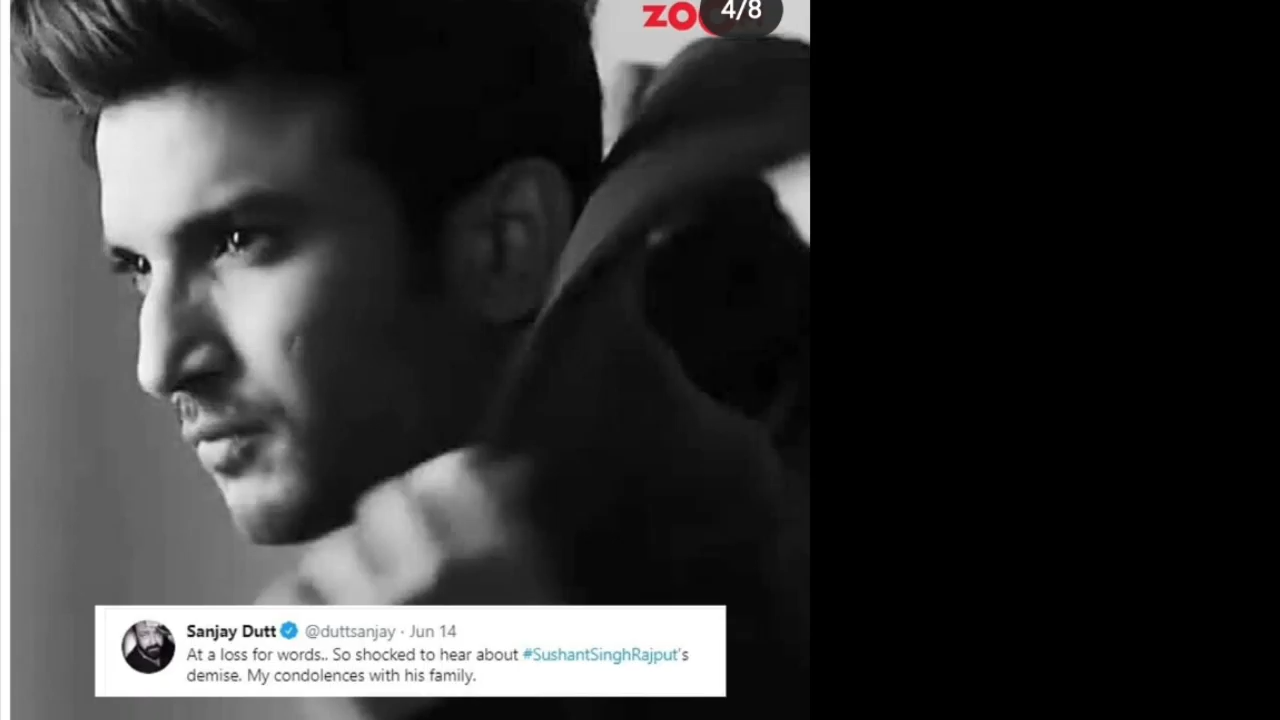 4/8
Sanjay Dutt @duttsanjay · Jun 14
At a loss for words.. So shocked to hear about #SushantSinghRajput's
demise. My condolences with his family.